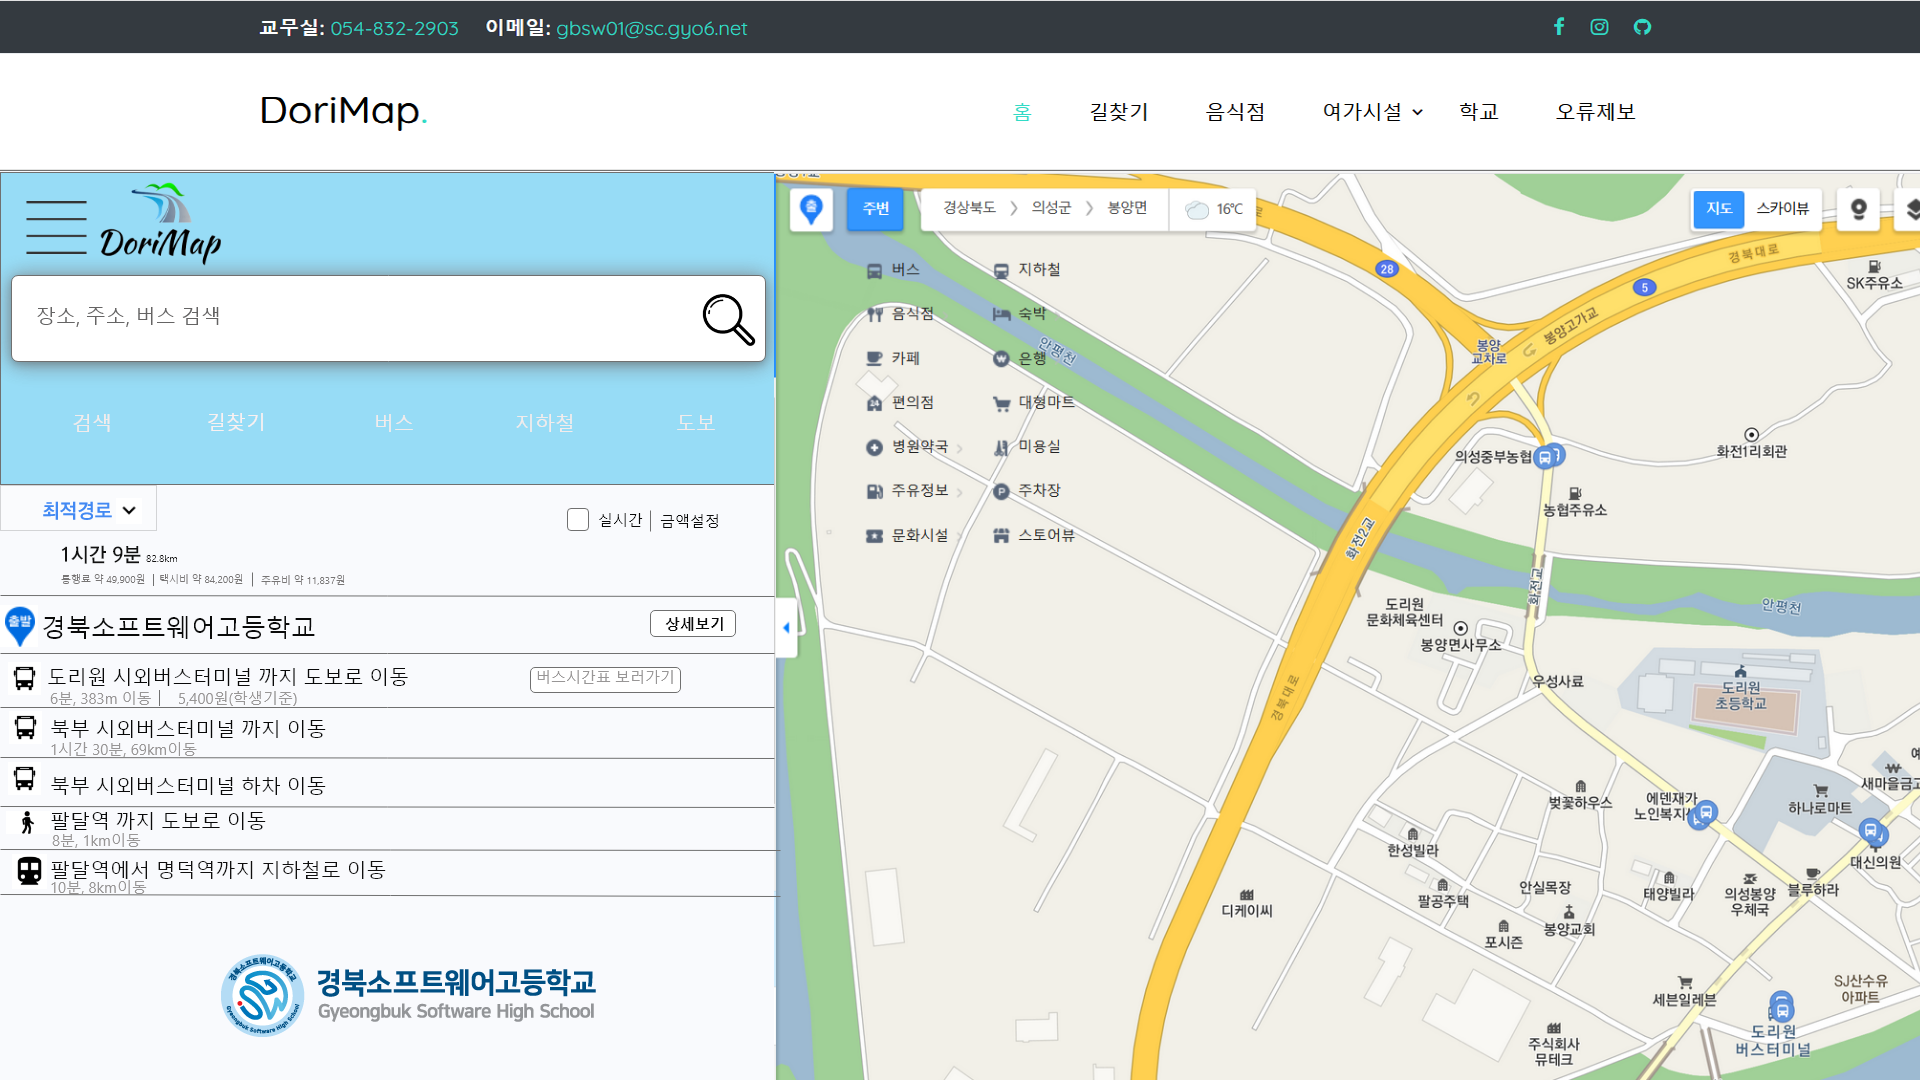 교무실: 054-832-2903 이메일: gbsw01@sc.gyo6.net
DoriMap.
홈 길찾기 음식점 여가시설 학교 오류제보
DoriMap
장소, 주소, 버스 검색
검색 길찾기 버스 지하철 도보
최적경로
실시간 | 금액설정
1시간 9분 82.8km
통행료 약 49,900원 | 택시비 약 84,200원 | 주유비 약 11,837원
출발 경북소프트웨어고등학교 상세보기
도리원 시외버스터미널 까지 도보로 이동 버스시간표 보러가기
6분, 383m 이동 | 5,400원(학생기준)
북부 시외버스터미널 까지 이동
1시간 30분, 69km이동
북부 시외버스터미널 하차 이동
팔달역 까지 도보로 이동
8분, 1km이동
팔달역에서 명덕역까지 지하철로 이동
10분, 8km이동
경북소프트웨어고등학교
Gyeongbuk Software High School
경북소프트웨어고등학교
Gyeongbuk Software High School
출 주변 경상북도 의성군 봉양면 16℃
지도 스카이뷰
버스 지하철
음식점 숙박
카페 은행
편의점 대형마트
병원약국 미용실
주유정보 주차장
문화시설 스토어뷰
28
5
경북대로
SK주유소
안평천
봉양고가교
봉양
교차로
화전1리회관
의성중부농협
농협주유소
화전2교
화전교
안평천
도리원
문화체육센터
봉양면사무소
우성사료
도리원
초등학교
경북대로
벚꽃하우스
에덴재가
노인복지
하나로마트
새마을금고
대신의원
한성빌라
디케이씨
팔공주택
안실목장
태양빌라
의성봉양
우체국
블루하라
봉양교회
포시즌
세븐일레븐
SJ산수유
아파트
주식회사
뮤테크
도리원
버스터미널